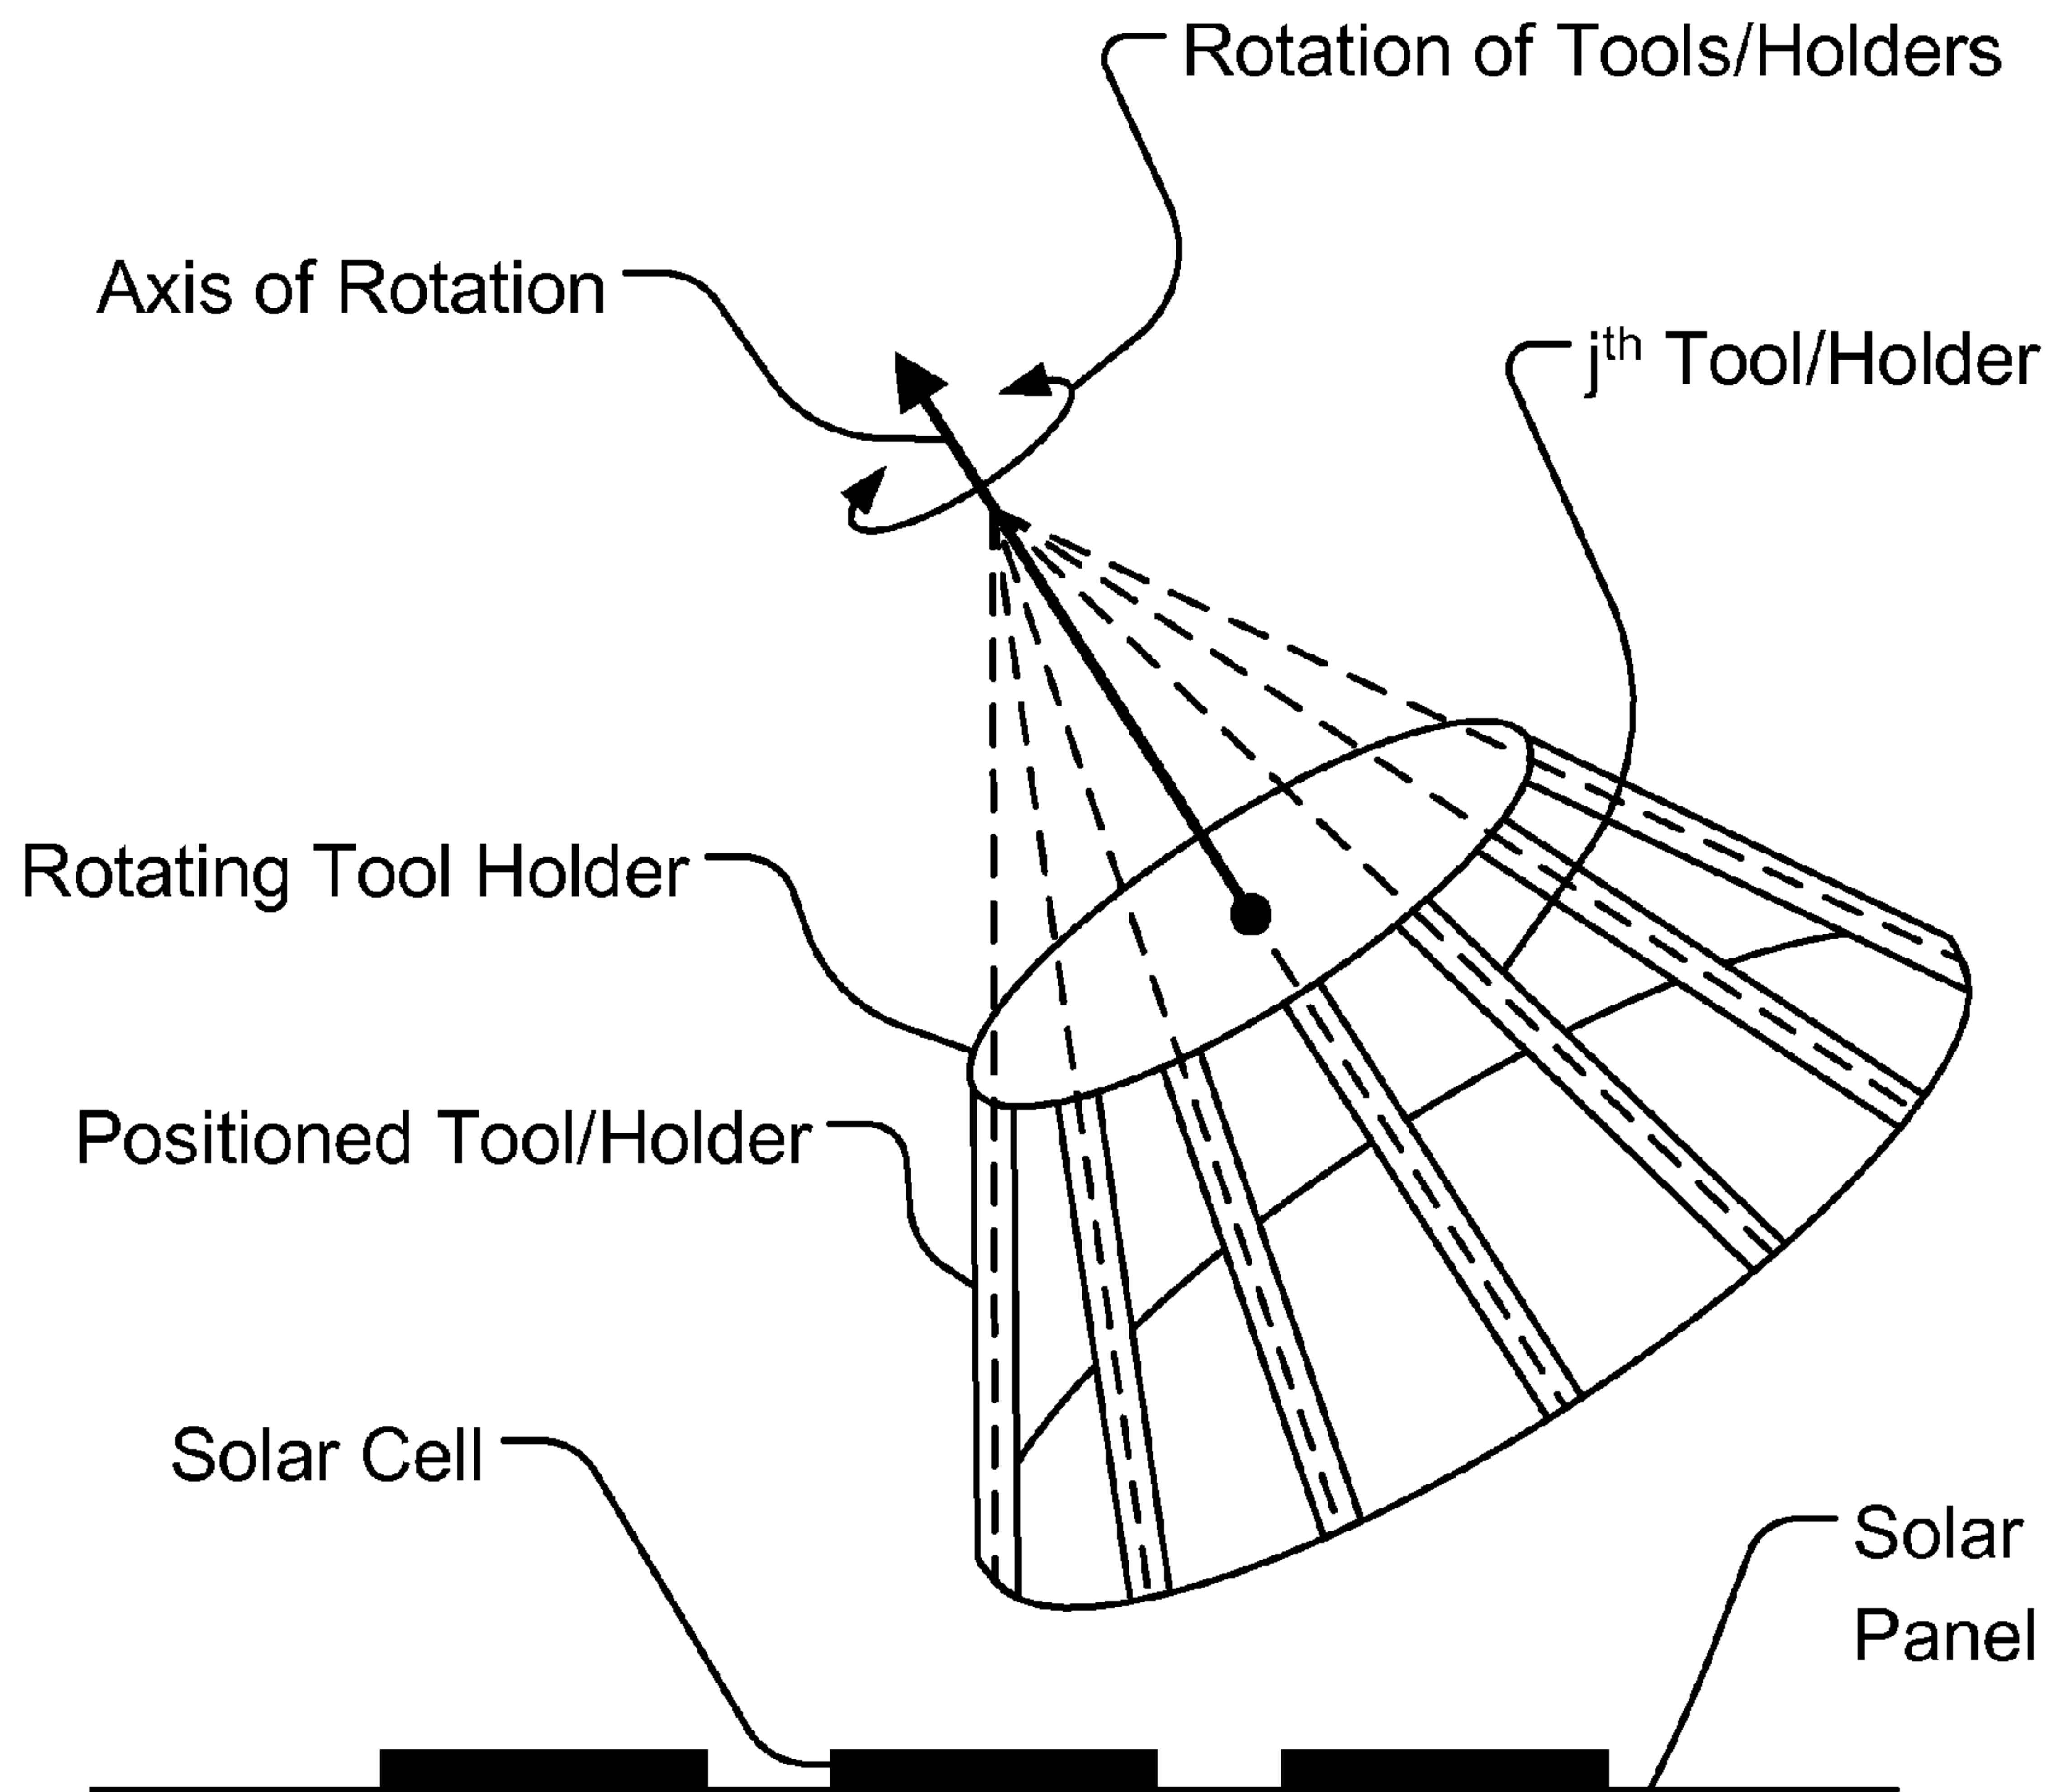 Rotation of Tools/Holders
Axis of Rotation
jth Tool/Holder
Rotating Tool Holder
Positioned Tool/Holder
Solar Cell
Solar
Panel